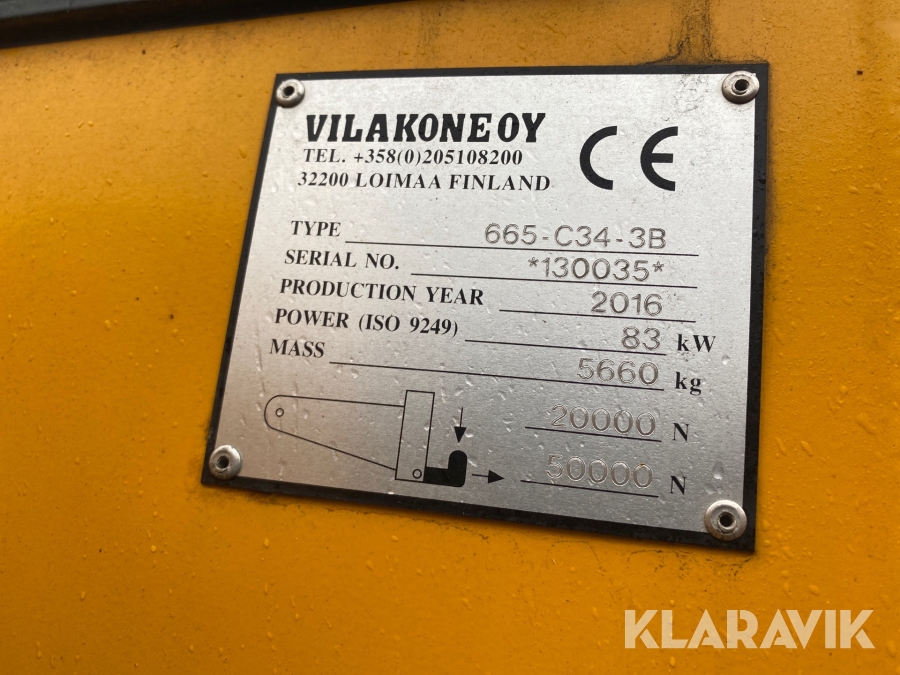 VILAKONE OY
TEL. +358(0)205108200
32200 LOIMAA FINLAND
CE
TYPE 665-C34-3B
SERIAL NO. *130035*
PRODUCTION YEAR 2016
POWER (ISO 9249) 83 kW
MASS 5660 kg
20000 N
50000 N
KLARAVIK